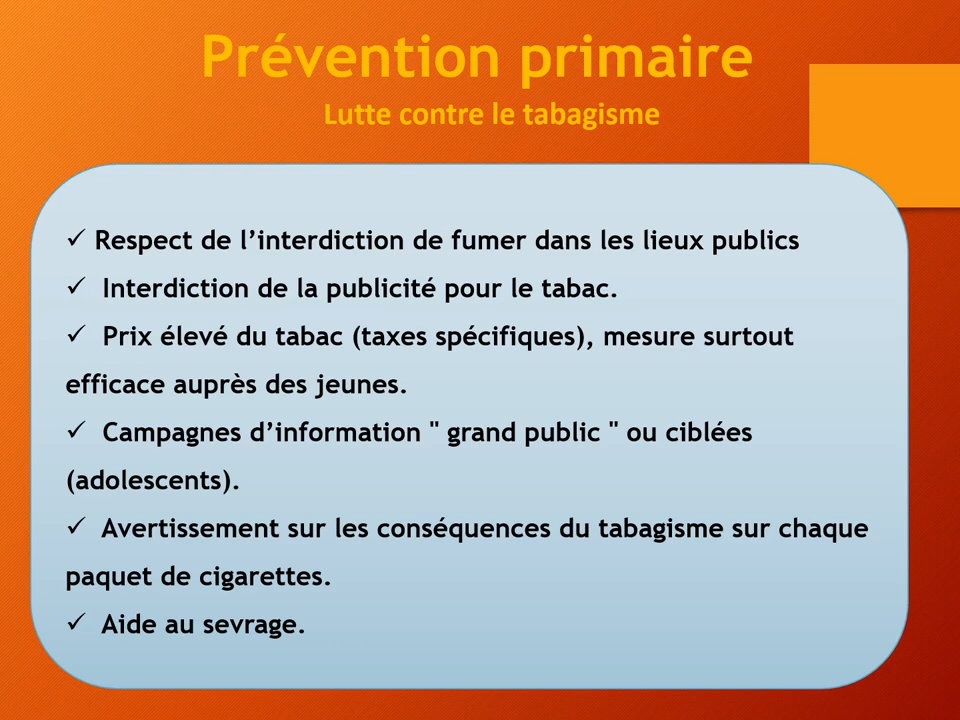 Prévention primaire
Lutte contre le tabagisme
✓ Respect de l’interdiction de fumer dans les lieux publics
✓ Interdiction de la publicité pour le tabac.
✓ Prix élevé du tabac (taxes spécifiques), mesure surtout
efficace auprès des jeunes.
✓ Campagnes d’information " grand public " ou ciblées
(adolescents).
✓ Avertissement sur les conséquences du tabagisme sur chaque
paquet de cigarettes.
✓ Aide au sevrage.